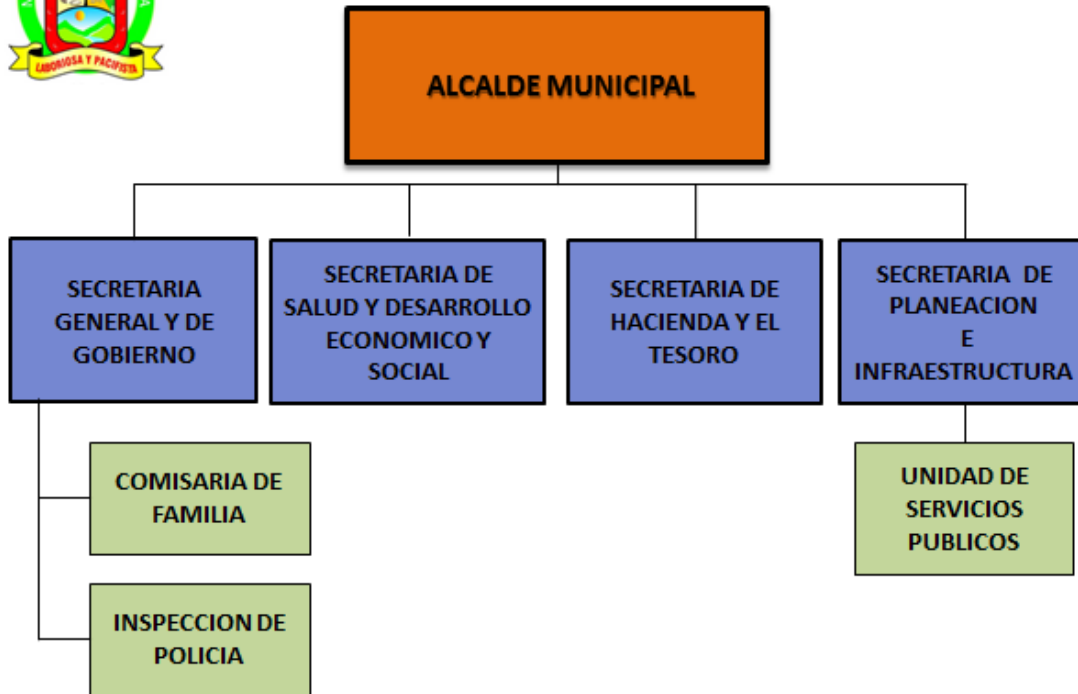 LABORIOSA Y PACIFISTA
ALCALDE MUNICIPAL
SECRETARIA
GENERAL Y DE
GOBIERNO
SECRETARIA DE
SALUD Y DESARROLLO
ECONOMICO Y
SOCIAL
SECRETARIA DE
HACIENDA Y EL
TESORO
SECRETARIA DE
PLANEACION
E
INFRAESTRUCTURA
COMISARIA DE
FAMILIA
UNIDAD DE
SERVICIOS
PUBLICOS
INSPECCION DE
POLICIA